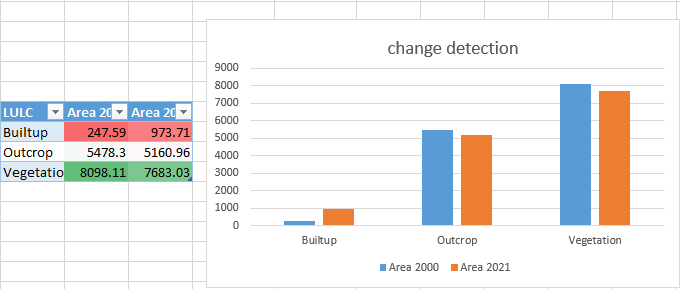 LULC Area 20 Area 20
Builtup 247.59 973.71
Outcrop 5478.3 5160.96
Vegetatio 8098.11 7683.03
change detection
9000
8000
7000
6000
5000
4000
3000
2000
1000
0
Builtup Outcrop Vegetation
Area 2000 Area 2021